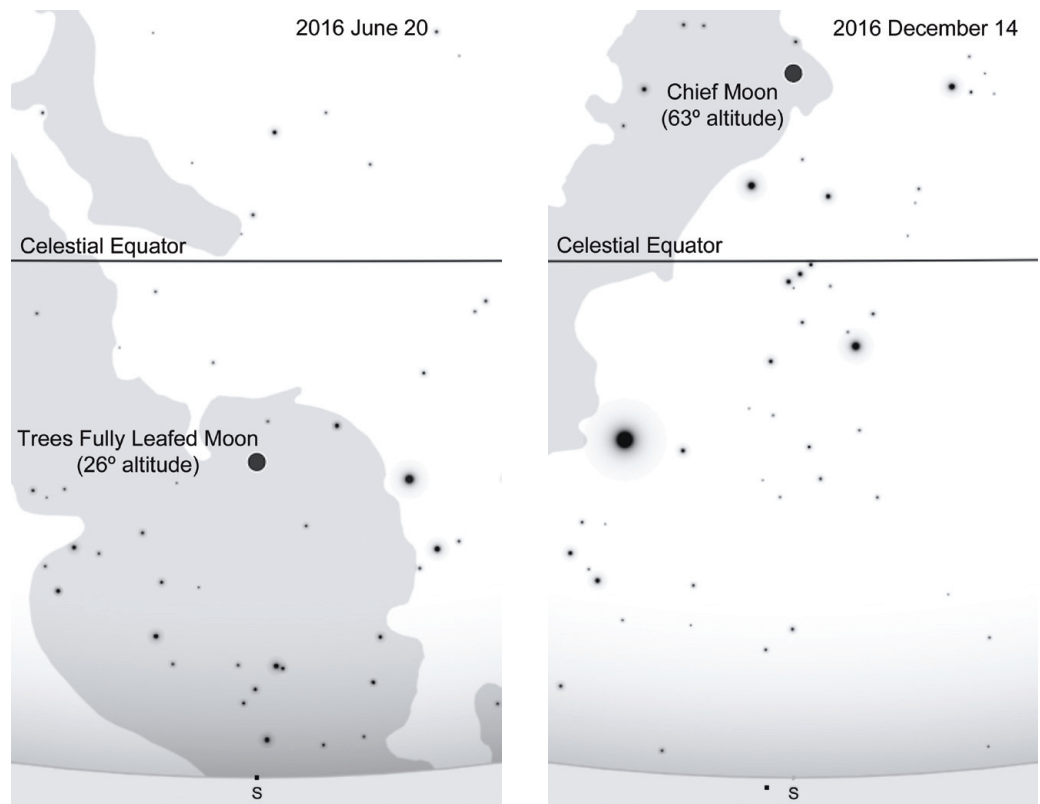 2016 June 20
Celestial Equator
Trees Fully Leafed Moon
(26º altitude)
S
2016 December 14
Chief Moon
(63º altitude)
Celestial Equator
S